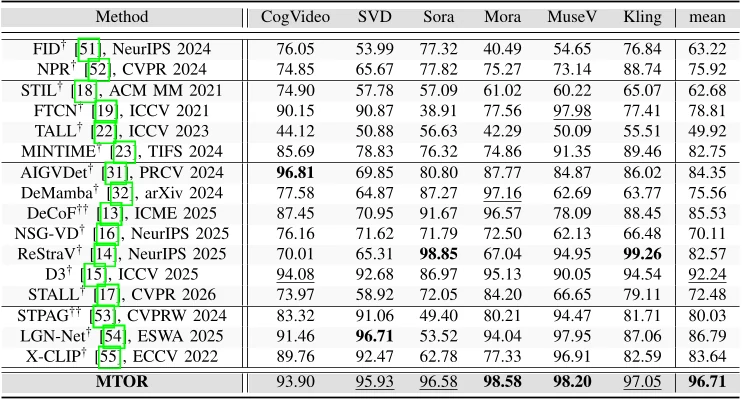 Method CogVideo SVD Sora Mora MuseV Kling mean
FID† [51], NeurIPS 2024 76.05 53.99 77.32 40.49 54.65 76.84 63.22
NPR† [52], CVPR 2024 74.85 65.67 77.82 75.27 73.14 88.74 75.92
STIL† [18], ACM MM 2021 74.90 57.78 57.09 61.02 60.22 65.07 62.68
FTCN† [19], ICCV 2021 90.15 90.87 38.91 77.56 97.98 77.41 78.81
TALL† [22], ICCV 2023 44.12 50.88 56.63 42.29 50.09 55.51 49.92
MINTIME† [23], TIFS 2024 85.69 78.83 76.32 74.86 91.35 89.46 82.75
AIGVDet† [31], PRCV 2024 96.81 69.85 80.80 87.77 84.87 86.02 84.35
DeMamba† [32], arXiv 2024 77.58 64.87 87.27 97.16 62.69 63.77 75.56
DeCoF†† [13], ICME 2025 87.45 70.95 91.67 96.57 78.09 88.45 85.53
NSG-VD† [16], NeurIPS 2025 76.16 71.62 71.79 72.50 62.13 66.48 70.11
ReStraV† [14], NeurIPS 2025 70.01 65.31 98.85 67.04 94.95 99.26 82.57
D3† [15], ICCV 2025 94.08 92.68 86.97 95.13 90.05 94.54 92.24
STALL† [17], CVPR 2026 73.97 58.92 72.05 84.20 66.65 79.11 72.48
STPAG†† [53], CVPRW 2024 83.32 91.06 49.40 80.21 94.47 81.71 80.03
LGN-Net† [54], ESWA 2025 91.46 96.71 53.52 94.04 97.95 87.06 86.79
X-CLIP† [55], ECCV 2022 89.76 92.47 62.78 77.33 96.91 82.59 83.64
MTOR 93.90 95.93 96.58 98.58 98.20 97.05 96.71